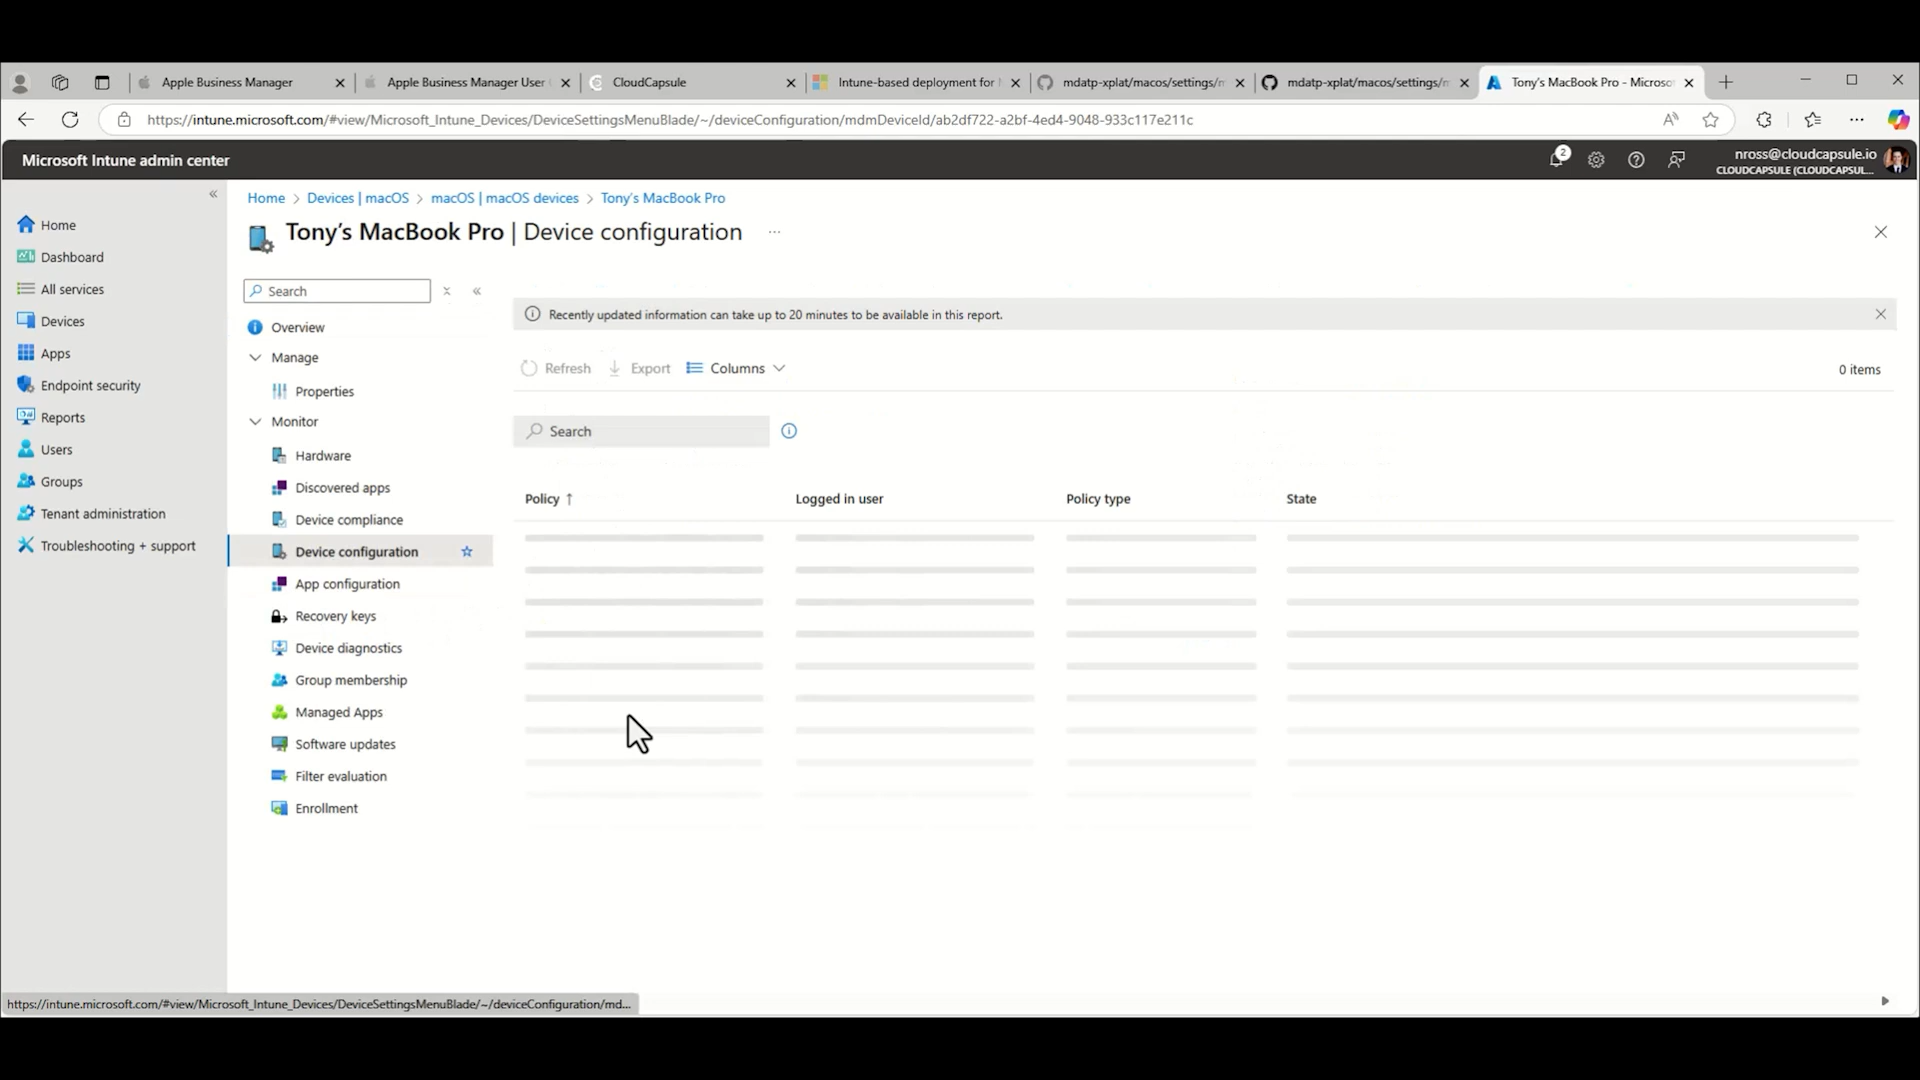 Apple Business Manager
Apple Business Manager User
CloudCapsule
Intune-based deployment for
mdatp-xplat/macos/settings/
mdatp-xplat/macos/settings/
Tony's MacBook Pro - Microso
https://intune.microsoft.com/#view/Microsoft_Intune_Devices/DeviceSettingsMenuBlade/~/deviceConfiguration/mdmDeviceId/ab2df722-a2bf-4ed4-9048-933c117e211c
Microsoft Intune admin center
2
nross@cloudcapsule.io
CLOUDCAPSULE (CLOUDCAPSUL...
Home
Dashboard
All services
Devices
Apps
Endpoint security
Reports
Users
Groups
Tenant administration
Troubleshooting + support
Home > Devices | macOS > macOS | macOS devices > Tony's MacBook Pro
Tony's MacBook Pro | Device configuration ...
Search
Overview
Manage
Properties
Monitor
Hardware
Discovered apps
Device compliance
Device configuration
App configuration
Recovery keys
Device diagnostics
Group membership
Managed Apps
Software updates
Filter evaluation
Enrollment
Recently updated information can take up to 20 minutes to be available in this report.
Refresh Export Columns 0 items
Search
Policy ↑ Logged in user Policy type State
https://intune.microsoft.com/#view/Microsoft_Intune_Devices/DeviceSettingsMenuBlade/~/deviceConfiguration/md...